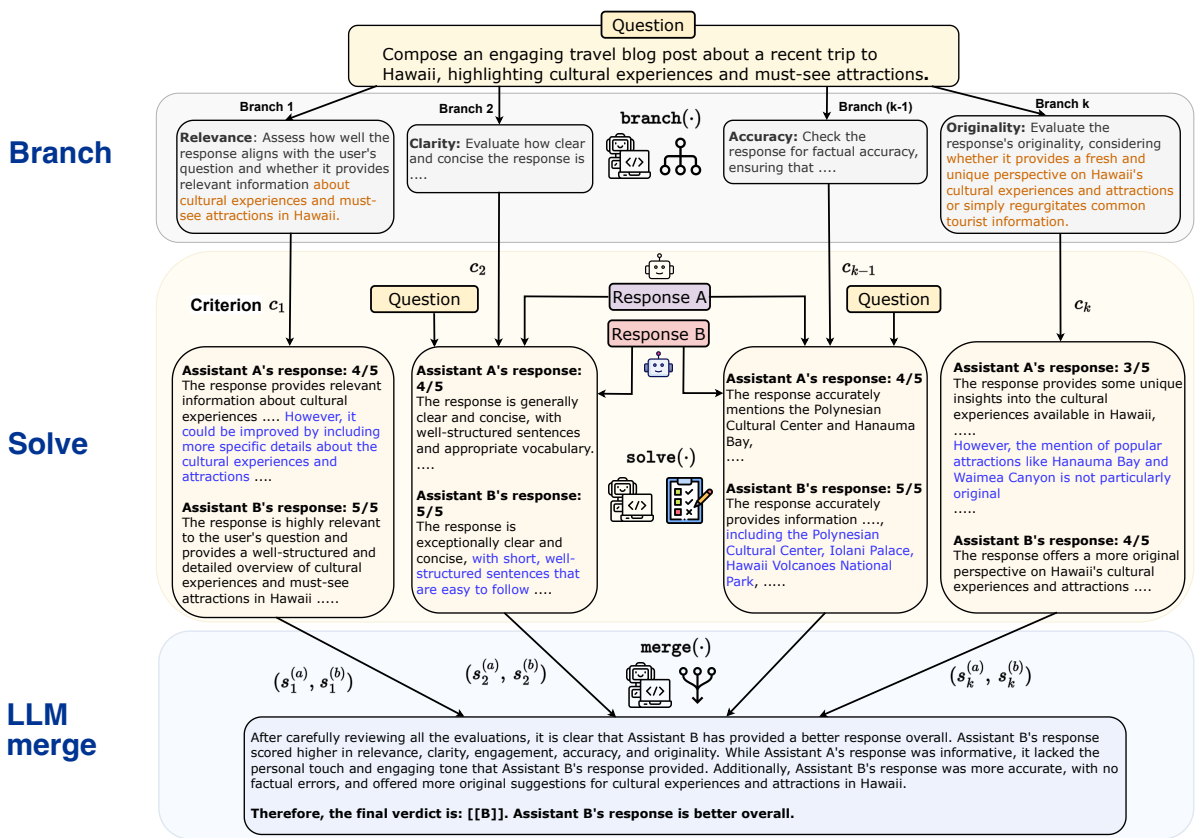 Question
Compose an engaging travel blog post about a recent trip to
Hawaii, highlighting cultural experiences and must-see attractions.
Branch
Branch 1
Branch 2
Branch (k-1)
Branch k
Relevance: Assess how well the
response aligns with the user's
question and whether it provides
relevant information about
cultural experiences and must-
see attractions in Hawaii.
Clarity: Evaluate how clear
and concise the response is
....
branch(·)
Accuracy: Check the
response for factual accuracy,
ensuring that ....
Originality: Evaluate the
response's originality, considering
whether it provides a fresh and
unique perspective on Hawaii's
cultural experiences and attractions
or simply regurgitates common
tourist information.
Solve
Criterion c₁
c₂
cₖ₋₁
cₖ
Question
Response A
Response B
Question
Assistant A's response: 4/5
The response provides relevant
information about cultural
experiences .... However, it
could be improved by including
more specific details about the
cultural experiences and
attractions ....
Assistant B's response: 5/5
The response is highly relevant
to the user's question and
provides a well-structured and
detailed overview of cultural
experiences and must-see
attractions in Hawaii .....
Assistant A's response:
4/5
The response is generally
clear and concise, with
well-structured sentences
and appropriate vocabulary.
....
Assistant B's response:
5/5
The response is
exceptionally clear and
concise, with short, well-
structured sentences that
are easy to follow ....
solve(·)
Assistant A's response: 4/5
The response accurately
mentions the Polynesian
Cultural Center and Hanauma
Bay,
....
Assistant B's response: 5/5
The response accurately
provides information ....,
including the Polynesian
Cultural Center, Iolani Palace,
Hawaii Volcanoes National
Park, .....
Assistant A's response: 3/5
The response provides some unique
insights into the cultural
experiences available in Hawaii,
.....
However, the mention of popular
attractions like Hanauma Bay and
Waimea Canyon is not particularly
original
.....
Assistant B's response: 4/5
The response offers a more original
perspective on Hawaii's cultural
experiences and attractions ....
LLM
merge
(s₁⁽ᵃ⁾, s₁⁽ᵇ⁾)
(s₂⁽ᵃ⁾, s₂⁽ᵇ⁾)
merge(·)
(sₖ⁽ᵃ⁾, sₖ⁽ᵇ⁾)
After carefully reviewing all the evaluations, it is clear that Assistant B has provided a better response overall. Assistant B's response
scored higher in relevance, clarity, engagement, accuracy, and originality. While Assistant A's response was informative, it lacked the
personal touch and engaging tone that Assistant B's response provided. Additionally, Assistant B's response was more accurate, with no
factual errors, and offered more original suggestions for cultural experiences and attractions in Hawaii.
Therefore, the final verdict is: [[B]]. Assistant B's response is better overall.